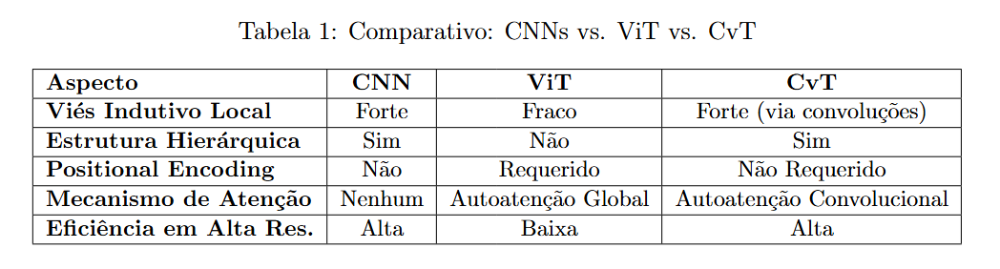 Tabela 1: Comparativo: CNNs vs. ViT vs. CvT
Aspecto CNN ViT CvT
Viés Indutivo Local Forte Fraco Forte (via convoluções)
Estrutura Hierárquica Sim Não Sim
Positional Encoding Não Requerido Não Requerido
Mecanismo de Atenção Nenhum Autoatenção Global Autoatenção Convolucional
Eficiência em Alta Res. Alta Baixa Alta